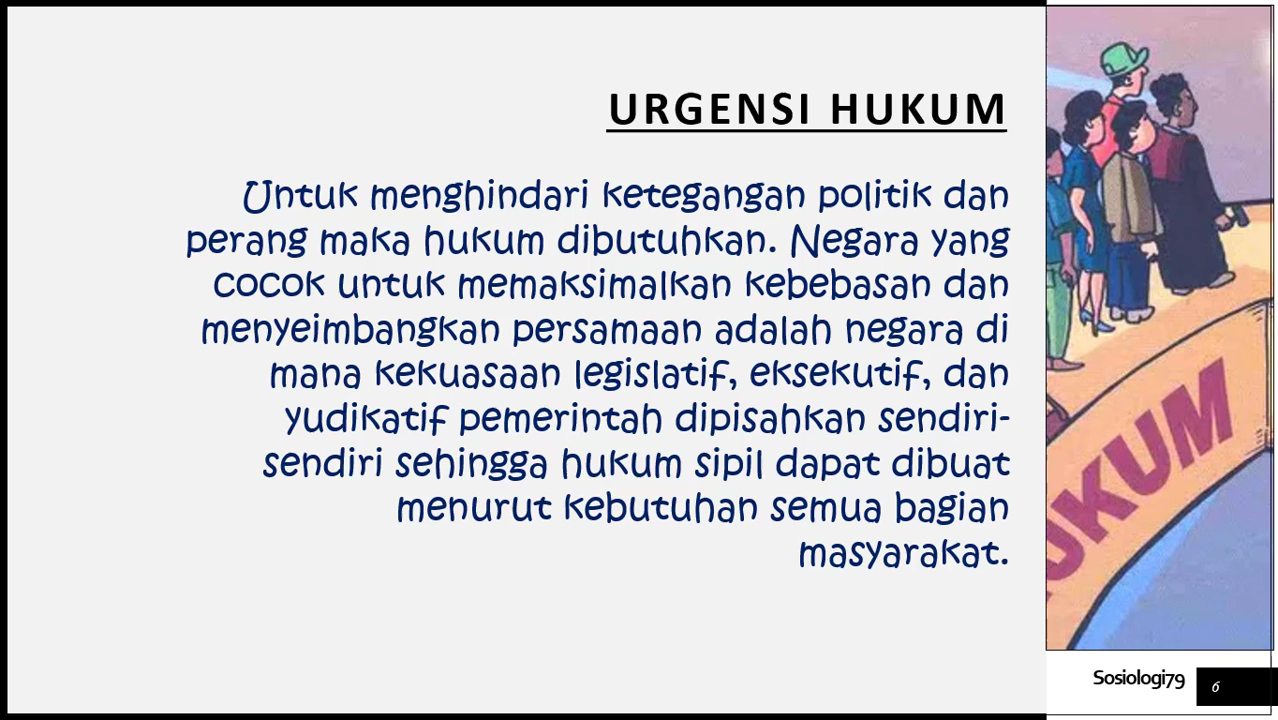 URGENSI HUKUM
Untuk menghindari ketegangan politik dan
perang maka hukum dibutuhkan. Negara yang
cocok untuk memaksimalkan kebebasan dan
menyeimbangkan persamaan adalah negara di
mana kekuasaan legislatif, eksekutif, dan
yudikatif pemerintah dipisahkan sendiri-
sendiri sehingga hukum sipil dapat dibuat
menurut kebutuhan semua bagian
masyarakat.
HUKUM
Sosiologi79
6